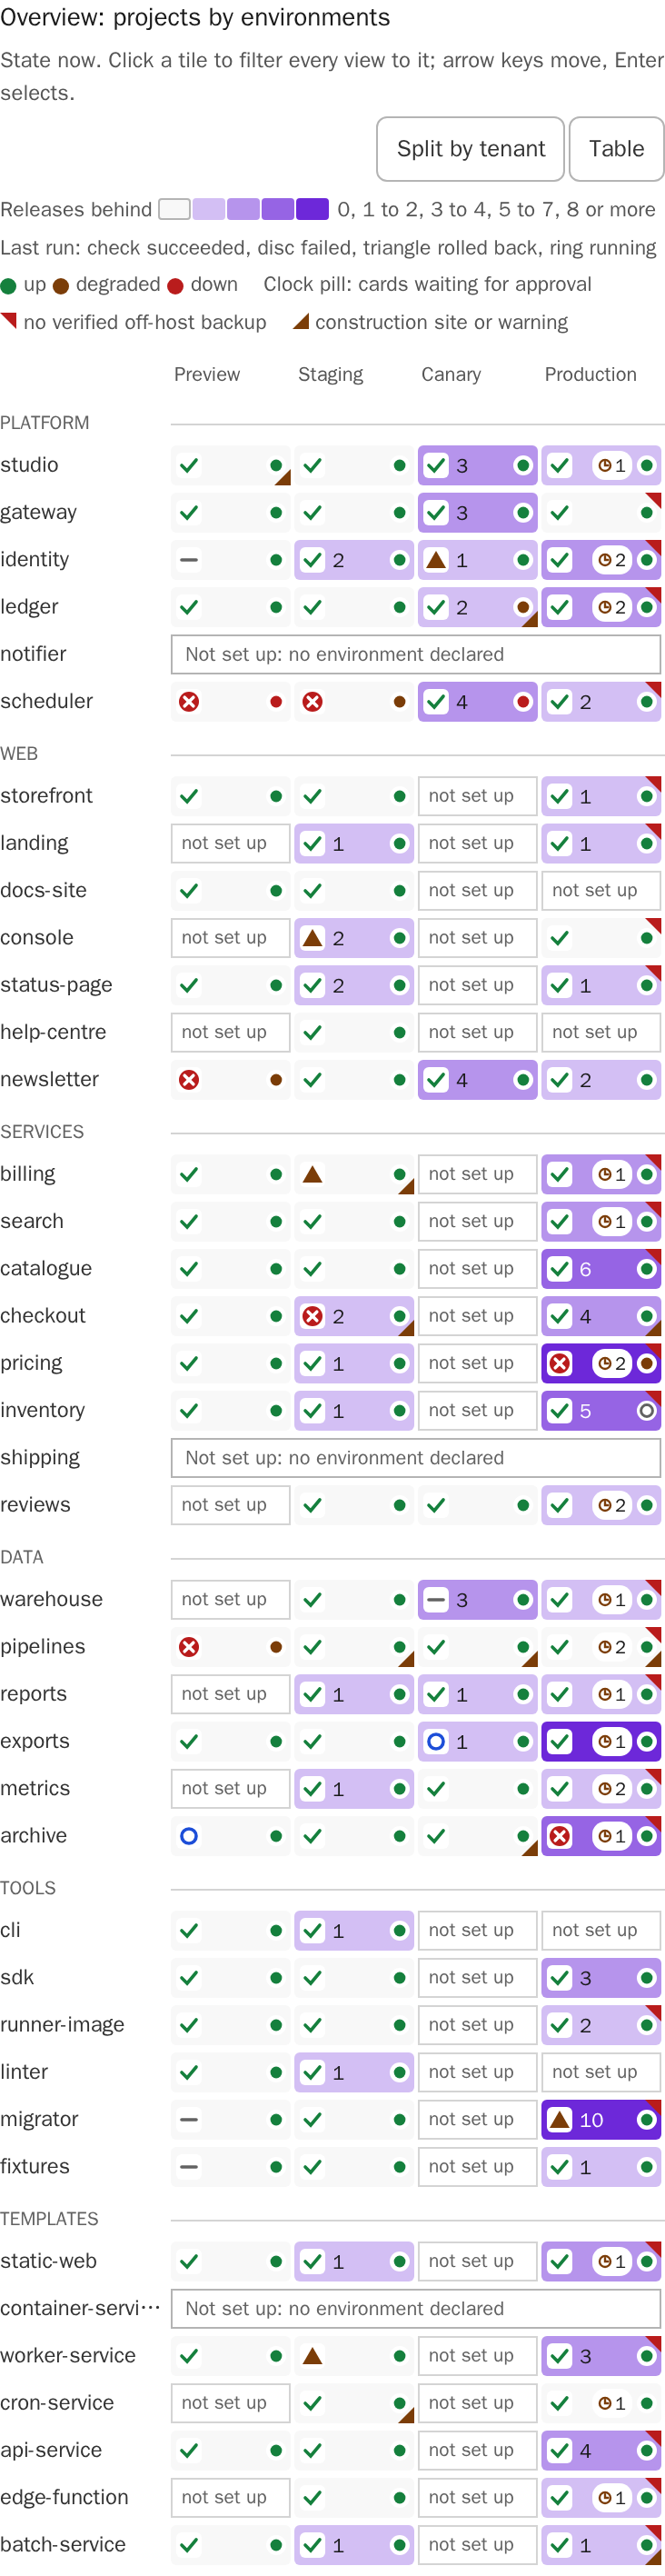 Overview: projects by environments
State now. Click a tile to filter every view to it; arrow keys move, Enter
selects.
Split by tenant Table
Releases behind 0, 1 to 2, 3 to 4, 5 to 7, 8 or more
Last run: check succeeded, disc failed, triangle rolled back, ring running
up degraded down Clock pill: cards waiting for approval
no verified off-host backup construction site or warning
Preview Staging Canary Production
PLATFORM
studio 3 1
gateway 3
identity 2 1 2
ledger 2 2
notifier Not set up: no environment declared
scheduler 4 2
WEB
storefront not set up 1
landing not set up 1 not set up 1
docs-site not set up not set up
console not set up 2 not set up
status-page 2 not set up 1
help-centre not set up not set up not set up
newsletter 4 2
SERVICES
billing not set up 1
search not set up 1
catalogue not set up 6
checkout 2 not set up 4
pricing 1 not set up 2
inventory 1 not set up 5
shipping Not set up: no environment declared
reviews not set up 2
DATA
warehouse not set up 3 1
pipelines 2
reports not set up 1 1 1
exports 1 1
metrics not set up 1 2
archive 1
TOOLS
cli 1 not set up not set up
sdk not set up 3
runner-image not set up 2
linter 1 not set up not set up
migrator not set up 10
fixtures not set up 1
TEMPLATES
static-web 1 not set up 1
container-servi… Not set up: no environment declared
worker-service not set up 3
cron-service not set up not set up 1
api-service not set up 4
edge-function not set up not set up 1
batch-service 1 not set up 1